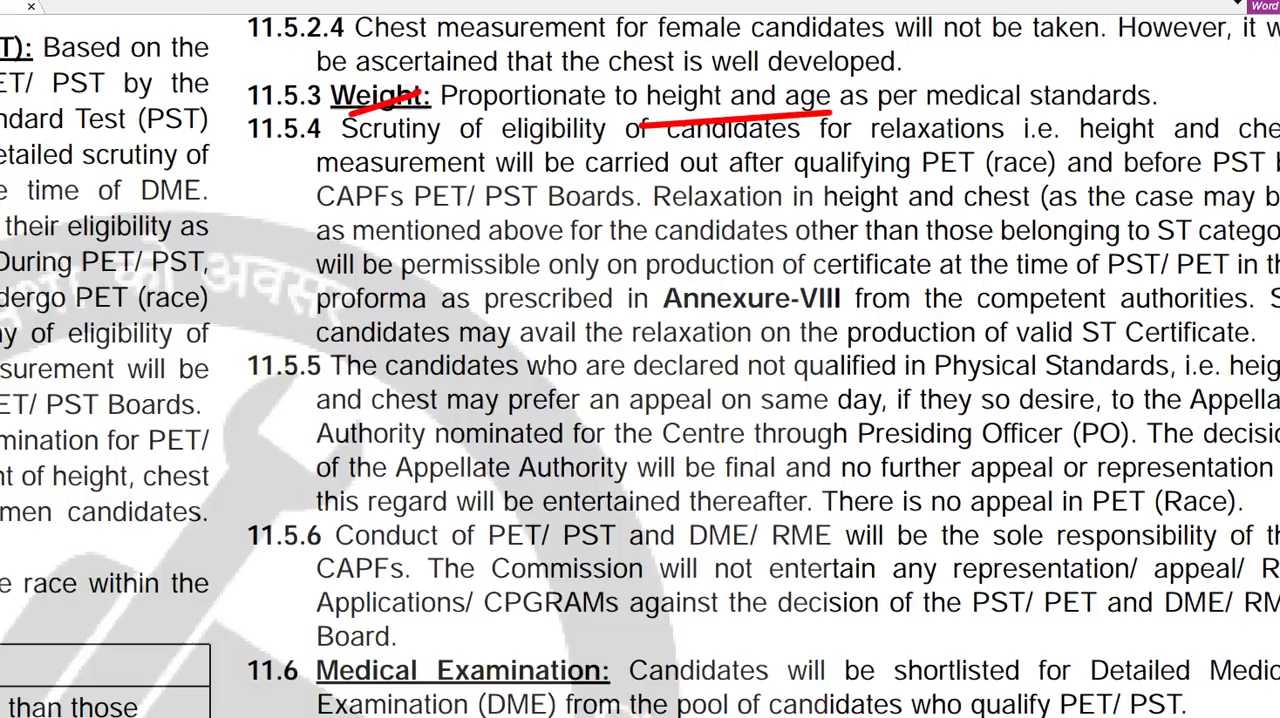 Word
T): Based on the
ET/ PST by the
ndard Test (PST)
etailed scrutiny of
e time of DME.
their eligibility as
During PET/ PST,
dergo PET (race)
ny of eligibility of
surement will be
ET/ PST Boards.
mination for PET/
nt of height, chest
men candidates.
e race within the
than those
11.5.2.4 Chest measurement for female candidates will not be taken. However, it w
be ascertained that the chest is well developed.
11.5.3 Weight: Proportionate to height and age as per medical standards.
11.5.4 Scrutiny of eligibility of candidates for relaxations i.e. height and che
measurement will be carried out after qualifying PET (race) and before PST b
CAPFs PET/ PST Boards. Relaxation in height and chest (as the case may b
as mentioned above for the candidates other than those belonging to ST catego
will be permissible only on production of certificate at the time of PST/ PET in th
proforma as prescribed in Annexure-VIII from the competent authorities. S
candidates may avail the relaxation on the production of valid ST Certificate.
11.5.5 The candidates who are declared not qualified in Physical Standards, i.e. heig
and chest may prefer an appeal on same day, if they so desire, to the Appella
Authority nominated for the Centre through Presiding Officer (PO). The decisio
of the Appellate Authority will be final and no further appeal or representation
this regard will be entertained thereafter. There is no appeal in PET (Race).
11.5.6 Conduct of PET/ PST and DME/ RME will be the sole responsibility of th
CAPFs. The Commission will not entertain any representation/ appeal/ R
Applications/ CPGRAMs against the decision of the PST/ PET and DME/ RM
Board.
11.6 Medical Examination: Candidates will be shortlisted for Detailed Medic
Examination (DME) from the pool of candidates who qualify PET/ PST.
को अवसर